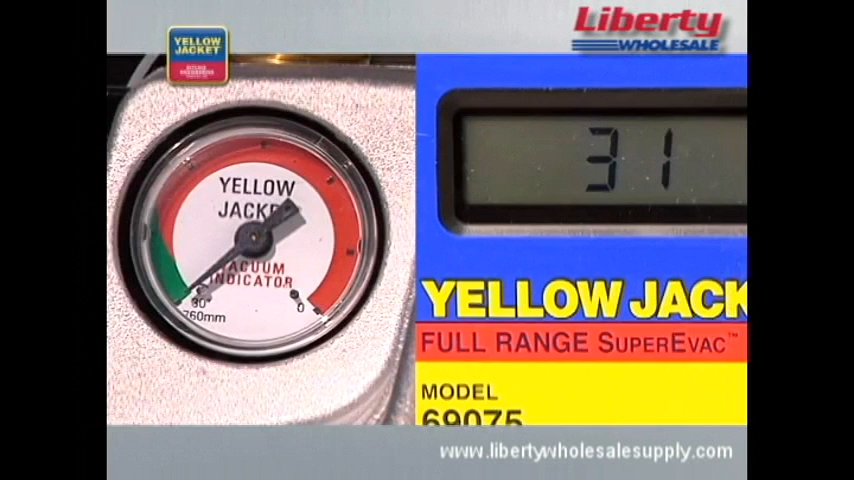 Liberty
WHOLESALE
YELLOW
JACKET
YELLOW
JACKET
VACUUM
INDICATOR
30"
760mm
0
31
YELLOW JACK
FULL RANGE SUPEREVAC™
MODEL
69075
www.libertywholesalesupply.com